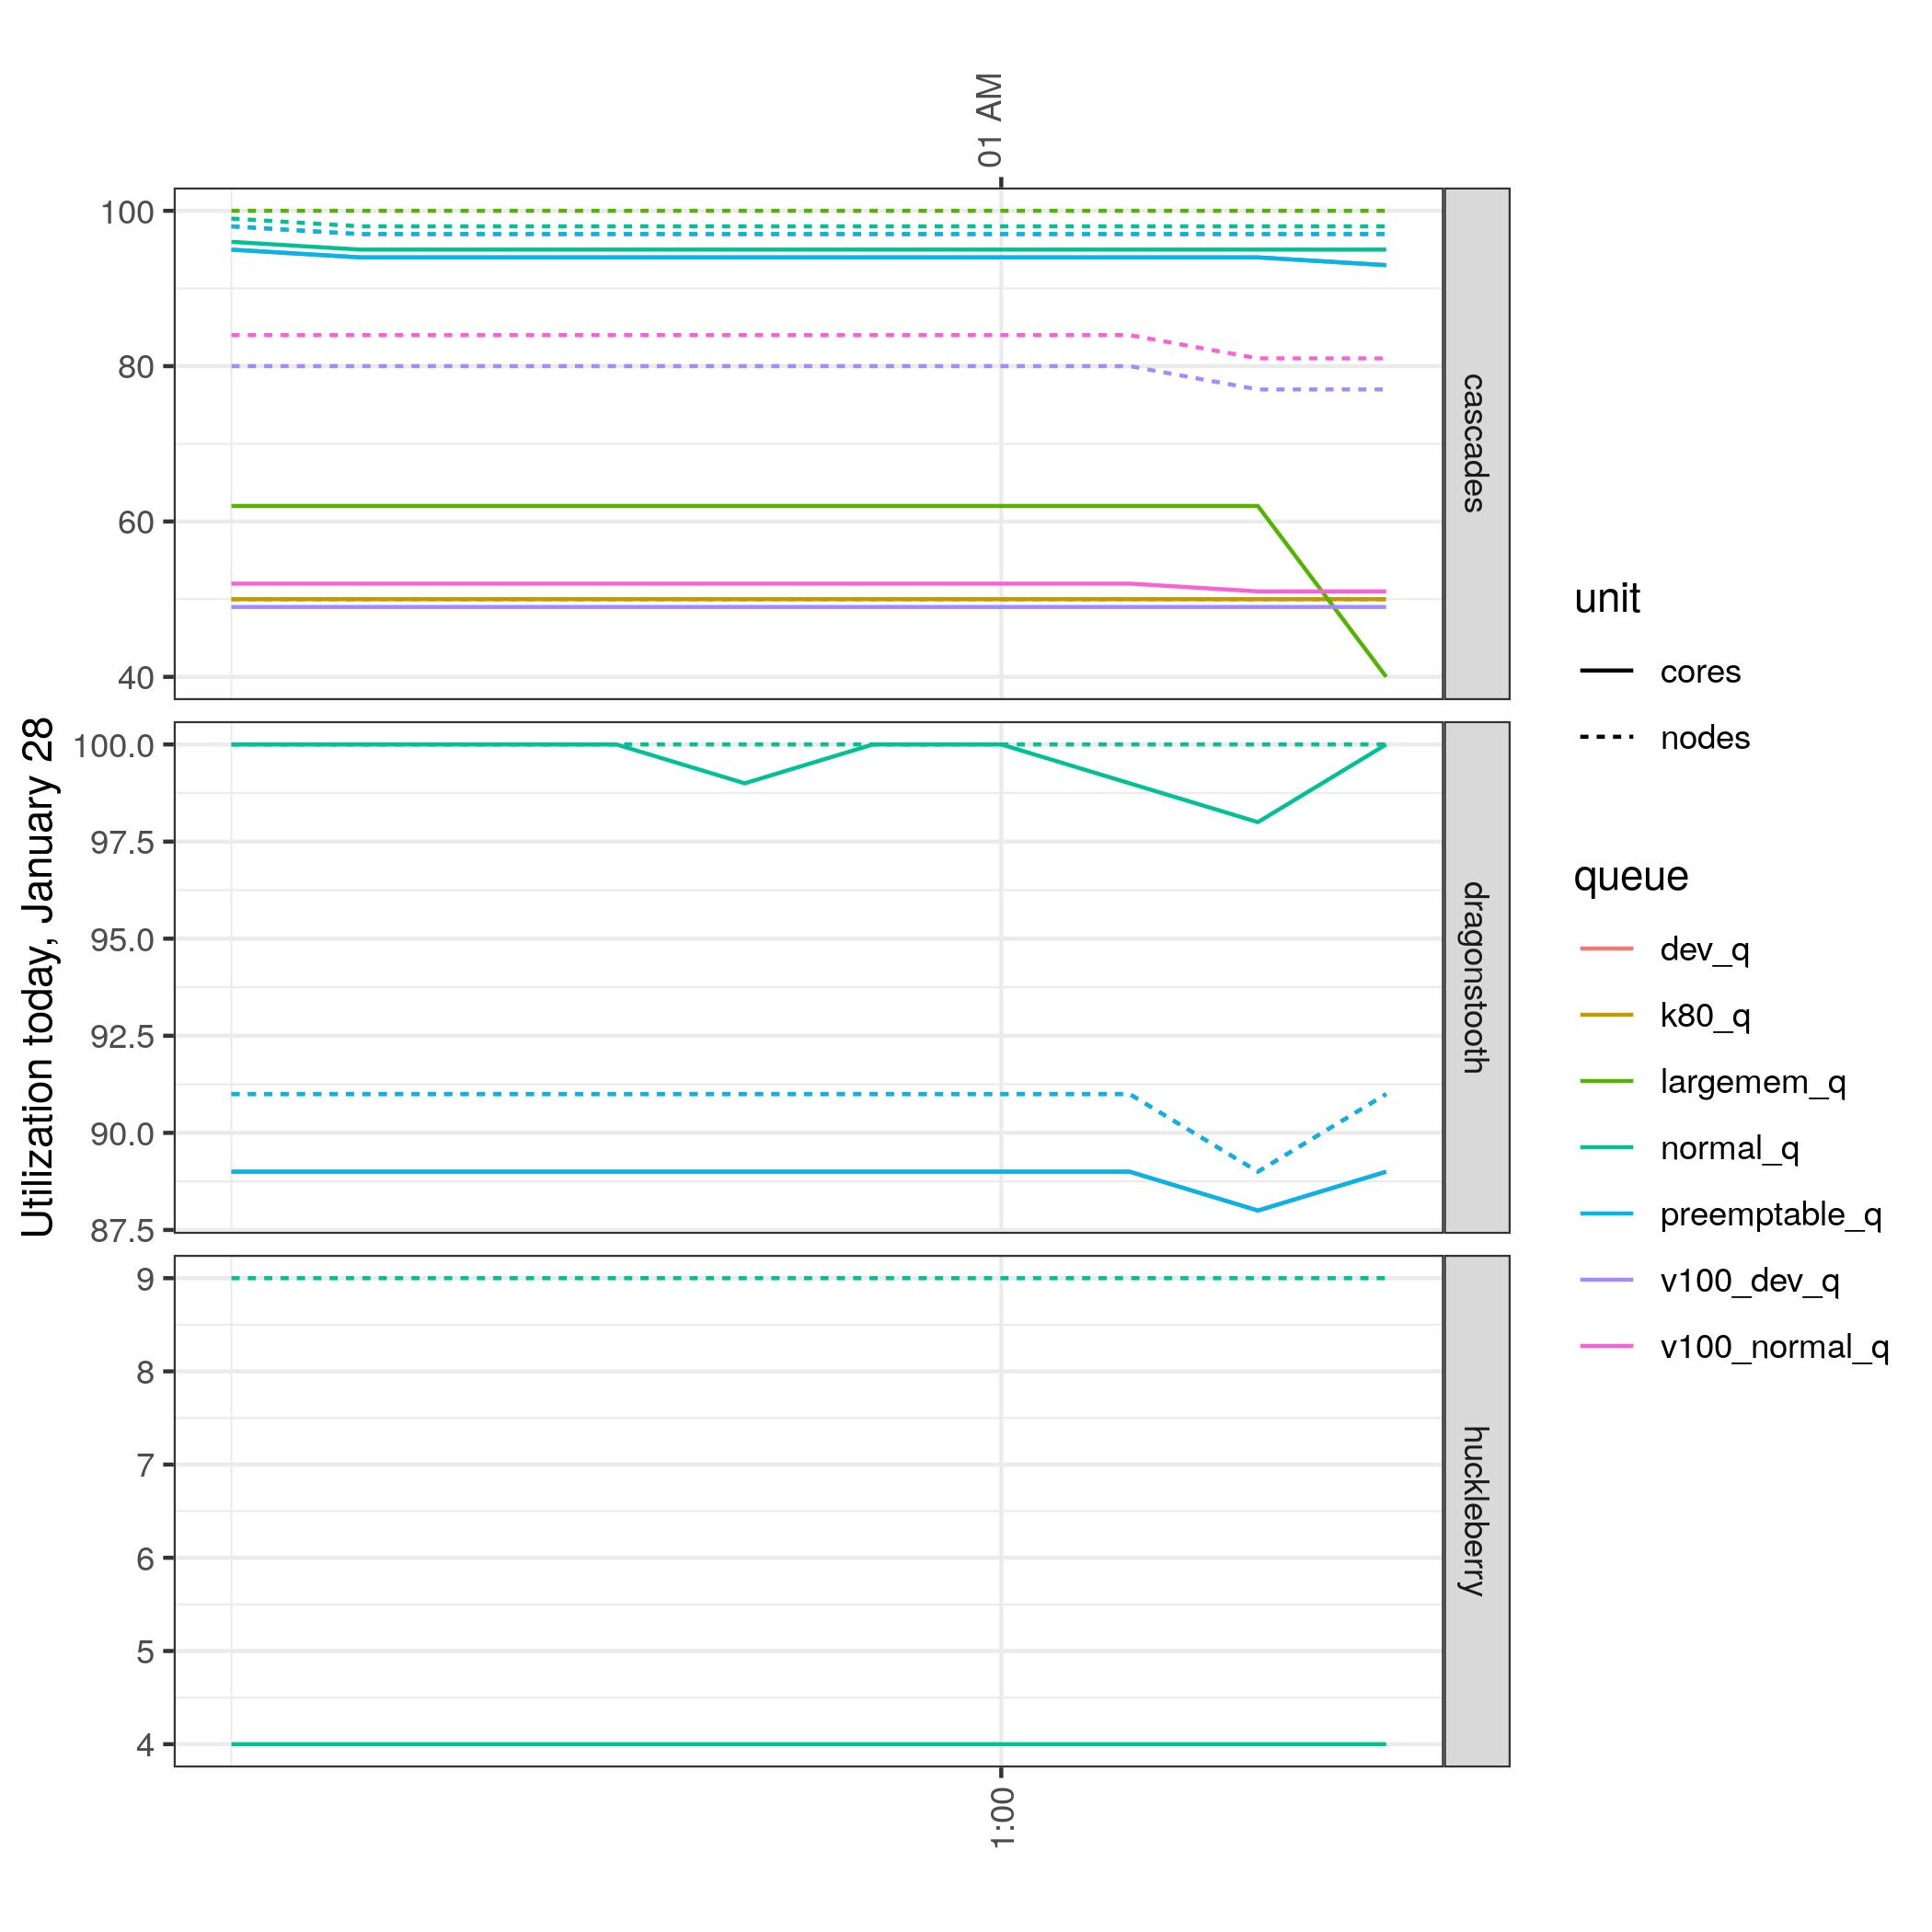 01 AM
100
80
60
40
cascades
Utilization today, January 28
100.0
97.5
95.0
92.5
90.0
87.5
dragonstooth
9
8
7
6
5
4
huckleberry
1:00
unit
cores
nodes
queue
dev_q
k80_q
largemem_q
normal_q
preemptable_q
v100_dev_q
v100_normal_q